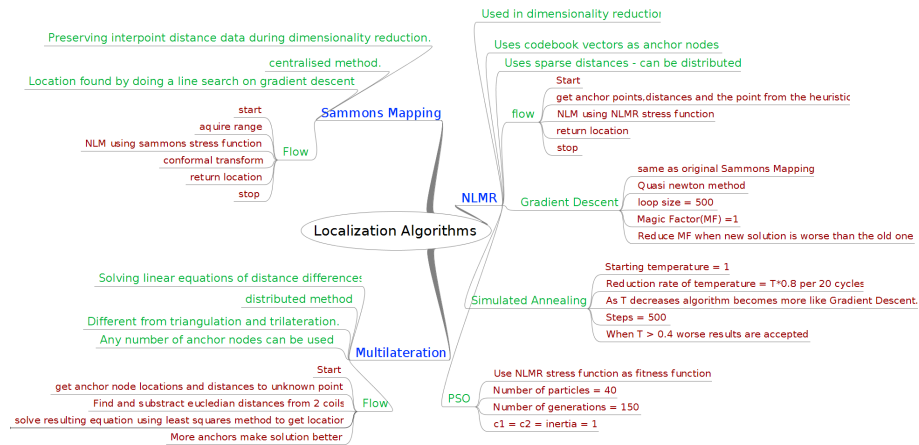 Localization Algorithms
Sammons Mapping
Preserving interpoint distance data during dimensionality reduction.
centralised method.
Location found by doing a line search on gradient descent
Flow
start
aquire range
NLM using sammons stress function
conformal transform
return location
stop
Multilateration
Solving linear equations of distance differences
distributed method
Different from triangulation and trilateration.
Any number of anchor nodes can be used
Flow
Start
get anchor node locations and distances to unknown point
Find and substract eucledian distances from 2 coils
solve resulting equation using least squares method to get location
More anchors make solution better
NLMR
Used in dimensionality reduction
Uses codebook vectors as anchor nodes
Uses sparse distances - can be distributed
flow
Start
get anchor points,distances and the point from the heuristic
NLM using NLMR stress function
return location
stop
Gradient Descent
same as original Sammons Mapping
Quasi newton method
loop size = 500
Magic Factor(MF) =1
Reduce MF when new solution is worse than the old one
Simulated Annealing
Starting temperature = 1
Reduction rate of temperature = T*0.8 per 20 cycles
As T decreases algorithm becomes more like Gradient Descent.
Steps = 500
When T > 0.4 worse results are accepted
PSO
Use NLMR stress function as fitness function
Number of particles = 40
Number of generations = 150
c1 = c2 = inertia = 1